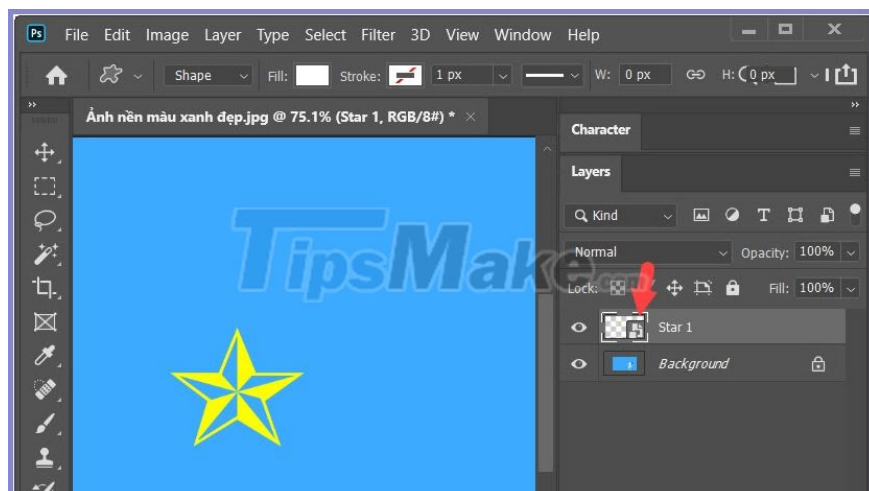 Ps File Edit Image Layer Type Select Filter 3D View Window Help
Shape Fill: Stroke: 1 px W: 0 px H: 0 px
Ảnh nền màu xanh đẹp.jpg @ 75.1% (Star 1, RGB/8#) *
Character
Layers
Kind
Normal Opacity: 100%
TipsMake.com
Lock: Fill: 100%
Star 1
Background